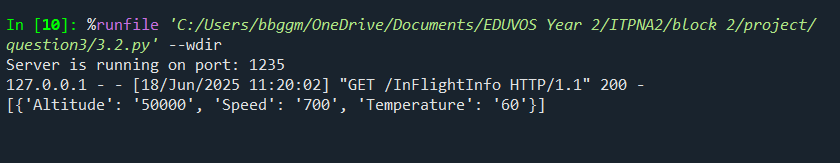 In [10]: %runfile 'C:/Users/bbggm/OneDrive/Documents/EDUVOS Year 2/ITPNA2/block 2/project/
question3/3.2.py' --wdir
Server is running on port: 1235
127.0.0.1 - - [18/Jun/2025 11:20:02] "GET /InFlightInfo HTTP/1.1" 200 -
[{'Altitude': '50000', 'Speed': '700', 'Temperature': '60'}]